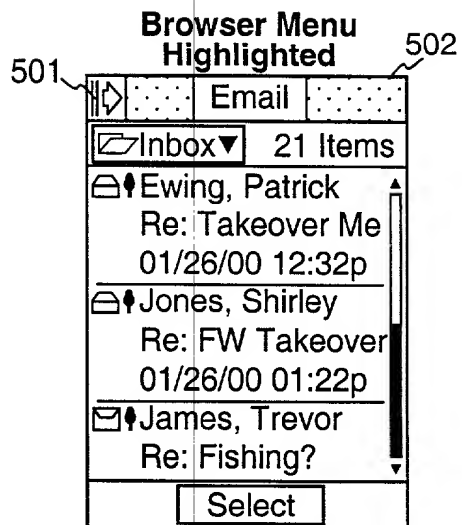 Browser Menu
Highlighted
501
502
Email
Inbox▼ 21 Items
Ewing, Patrick
Re: Takeover Me
01/26/00 12:32p
Jones, Shirley
Re: FW Takeover
01/26/00 01:22p
James, Trevor
Re: Fishing?
Select